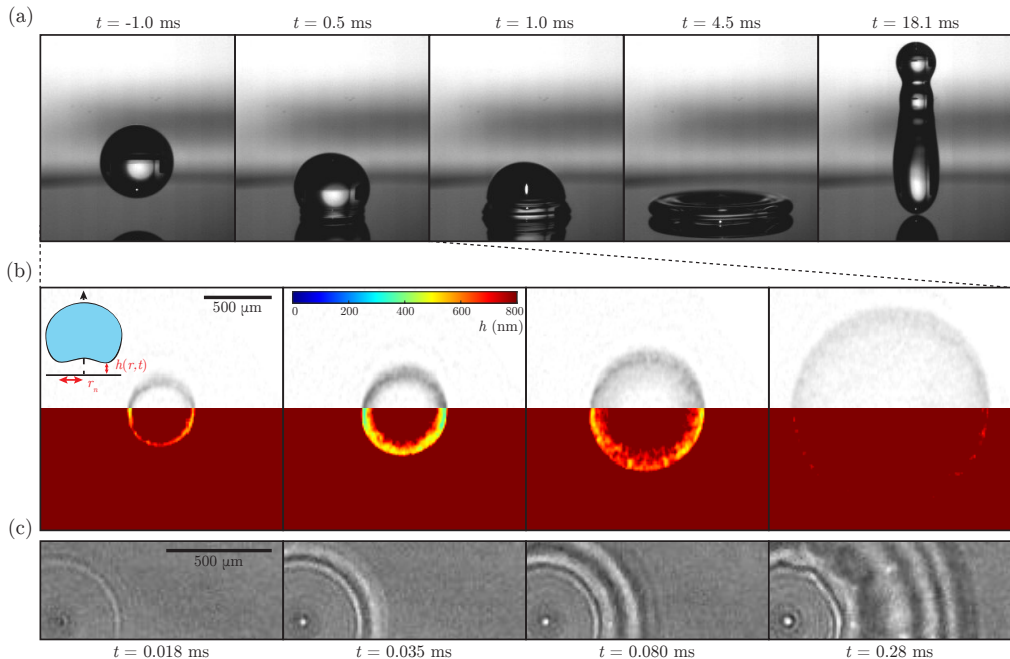 (a)
t = -1.0 ms
t = 0.5 ms
t = 1.0 ms
t = 4.5 ms
t = 18.1 ms
(b)
500 μm
0 200 400 600 800
h (nm)
h(r,t)
r_n
(c)
500 μm
t = 0.018 ms
t = 0.035 ms
t = 0.080 ms
t = 0.28 ms